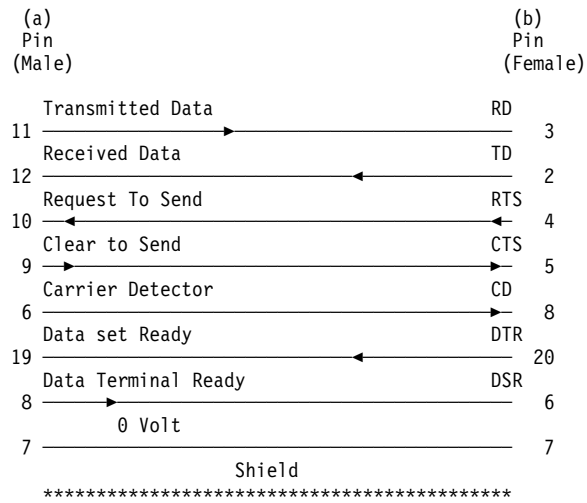 (a) (b)
Pin Pin
(Male) (Female)
Transmitted Data RD
11 3
Received Data TD
12 2
Request To Send RTS
10 4
Clear to Send CTS
9 5
Carrier Detector CD
6 8
Data set Ready DTR
19 20
Data Terminal Ready DSR
8 6
0 Volt
7 7
Shield
********************************************